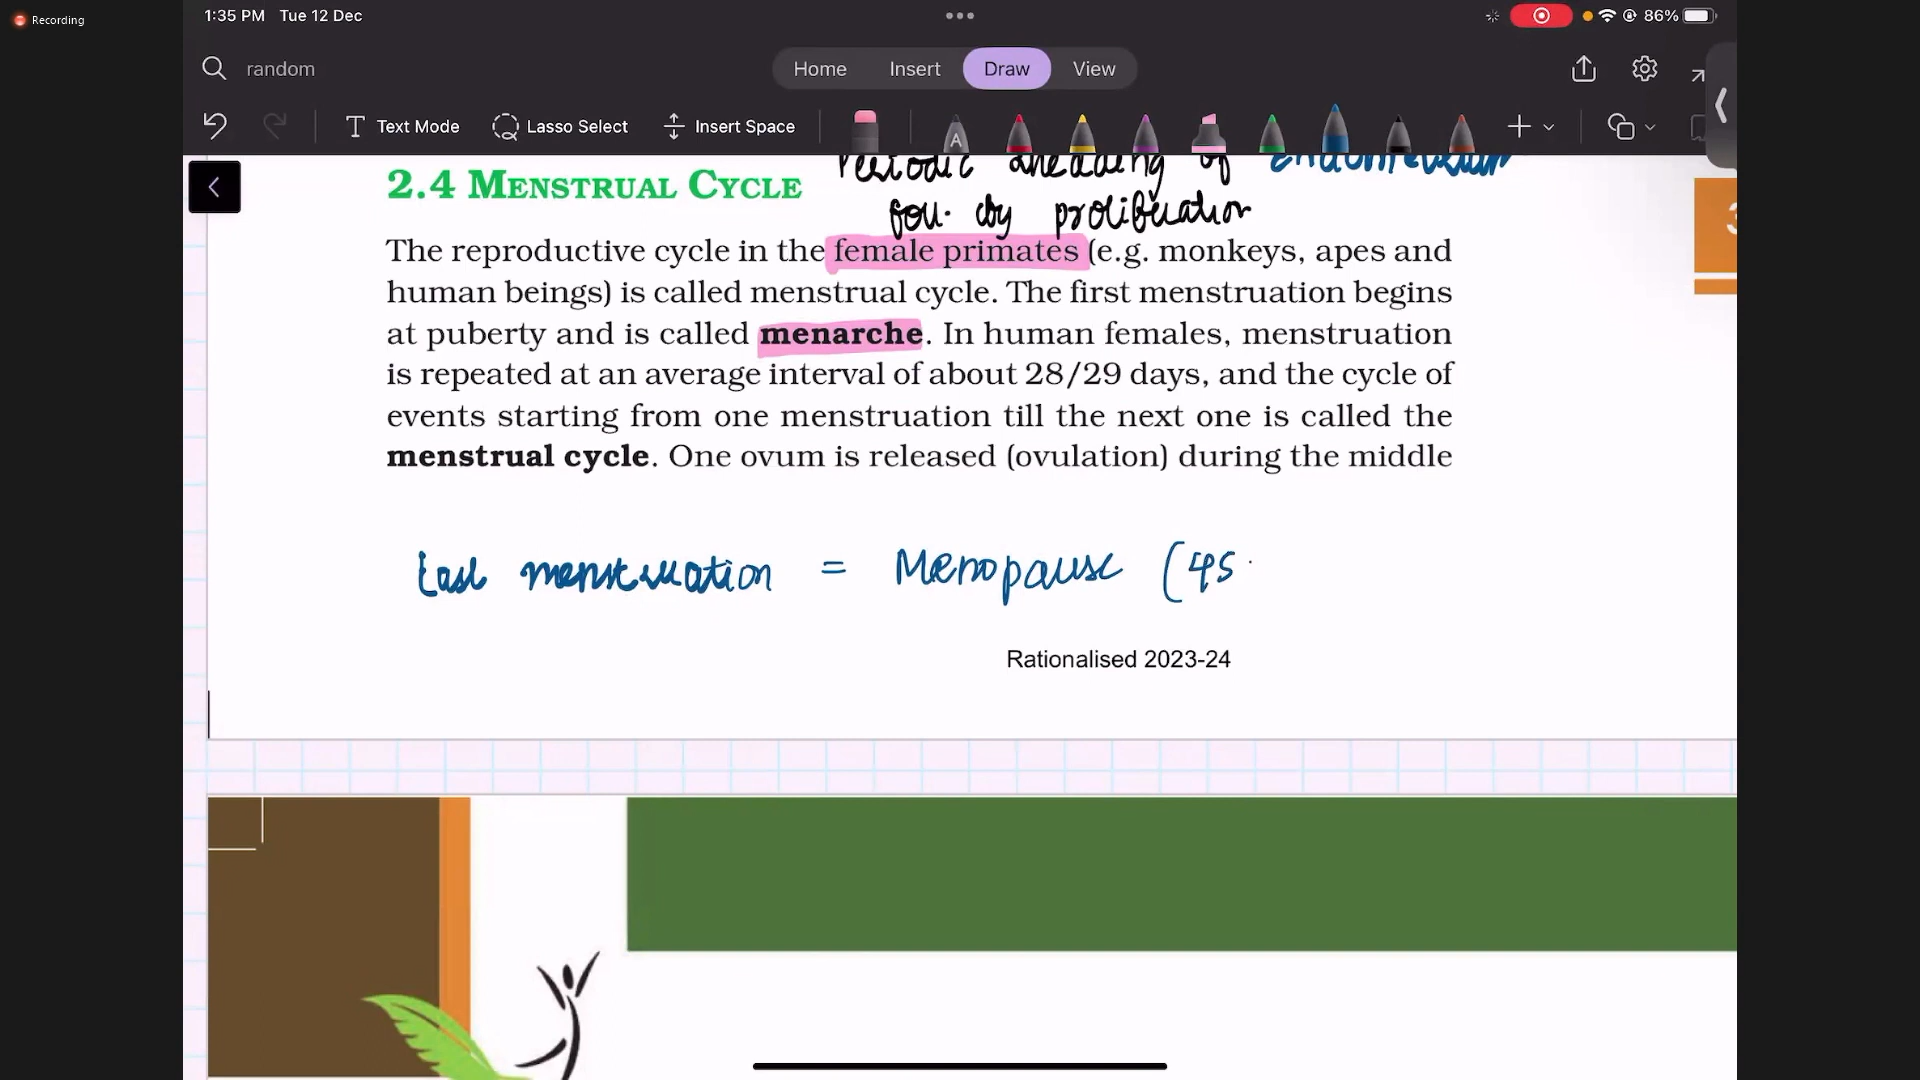 Recording
1:35 PM Tue 12 Dec
86%
random
Home Insert Draw View
Text Mode Lasso Select Insert Space
A
Periodic shedding of Endometrium
2.4 MENSTRUAL CYCLE
foll. by proliferation
The reproductive cycle in the female primates (e.g. monkeys, apes and
human beings) is called menstrual cycle. The first menstruation begins
at puberty and is called menarche. In human females, menstruation
is repeated at an average interval of about 28/29 days, and the cycle of
events starting from one menstruation till the next one is called the
menstrual cycle. One ovum is released (ovulation) during the middle
Last menstruation = Menopause (45
Rationalised 2023-24